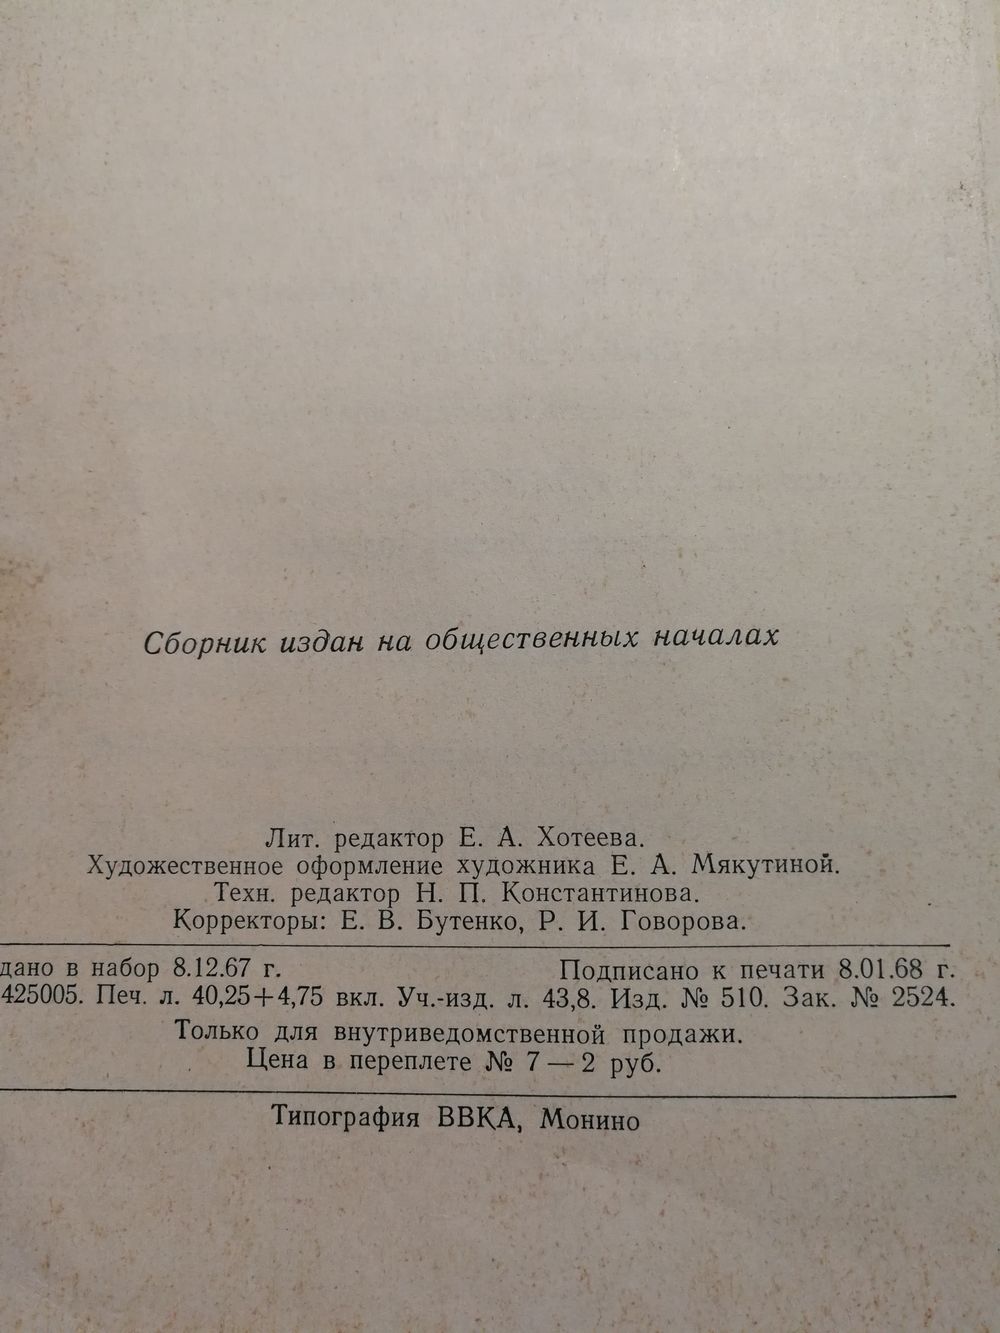 Сборник издан на общественных началах
Лит. редактор Е. А. Хотеева.
Художественное оформление художника Е. А. Мякутиной.
Техн. редактор Н. П. Константинова.
Корректоры: Е. В. Бутенко, Р. И. Говорова.
дано в набор 8.12.67 г. Подписано к печати 8.01.68 г.
425005. Печ. л. 40,25+4,75 вкл. Уч.-изд. л. 43,8. Изд. № 510. Зак. № 2524.
Только для внутриведомственной продажи.
Цена в переплете № 7 — 2 руб.
Типография ВВКА, Монино